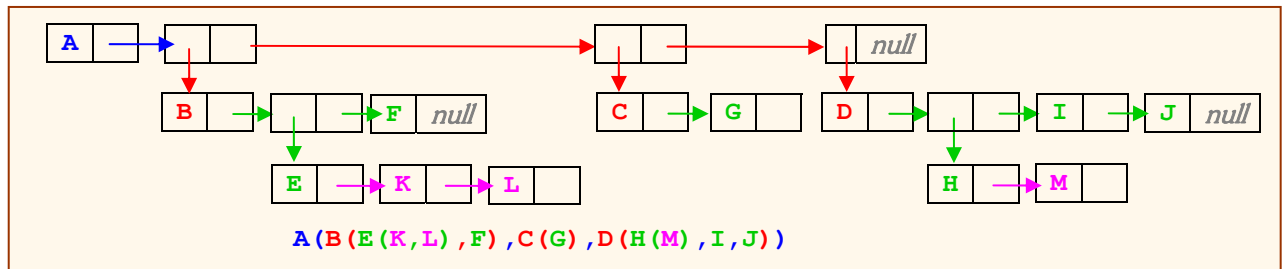 A null
B F null C G D I J null
E K L H M
A(B(E(K,L),F),C(G),D(H(M),I,J))